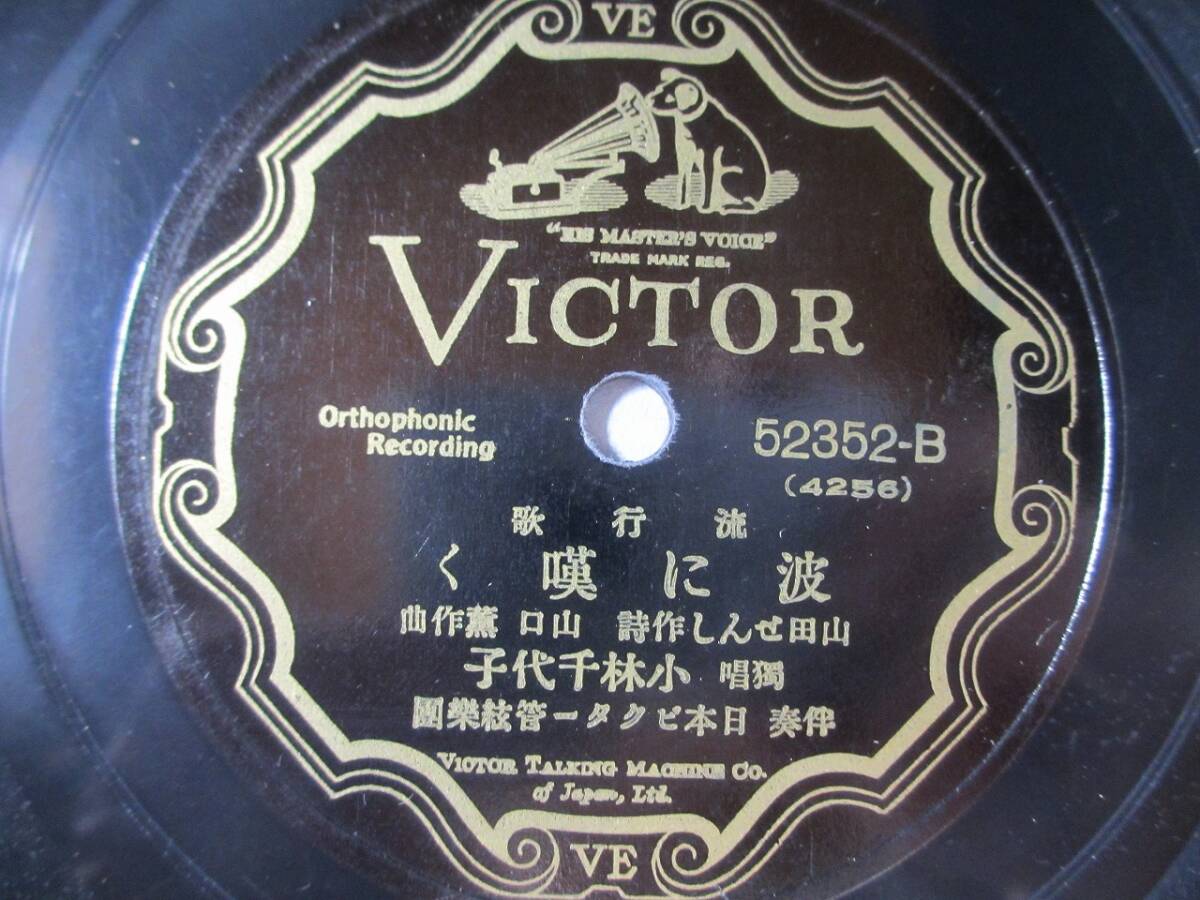 VE
"HIS MASTER'S VOICE"
TRADE MARK REG.
VICTOR
Orthophonic
Recording
52352-B
(4256)
流行歌
波に嘆く
山田せんし作詩 山口薫作曲
獨唱 小林千代子
伴奏 日本ビクター管絃樂團
VICTOR TALKING MACHINE CO.
of Japan, Ltd.
VE